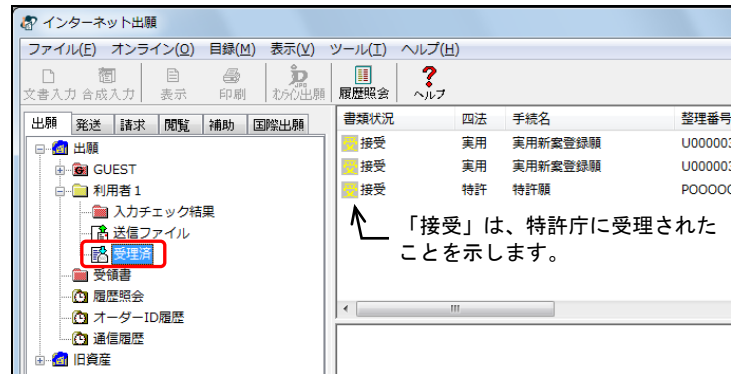 インターネット出願
ファイル(F) オンライン(O) 目録(M) 表示(V) ツール(T) ヘルプ(H)
文書入力 合成入力 表示 印刷 わライン出願 履歴照会 ヘルプ
出願 発送 請求 閲覧 補助 国際出願
書類状況 四法 手続名 整理番号
出願
GUEST
利用者1
入力チェック結果
送信ファイル
受理済
受領書
履歴照会
オーダーID履歴
通信履歴
旧資産
接受 実用 実用新案登録願 U000003
接受 実用 実用新案登録願 U000003
接受 特許 特許願
「接受」は、特許庁に受理された
ことを示します。